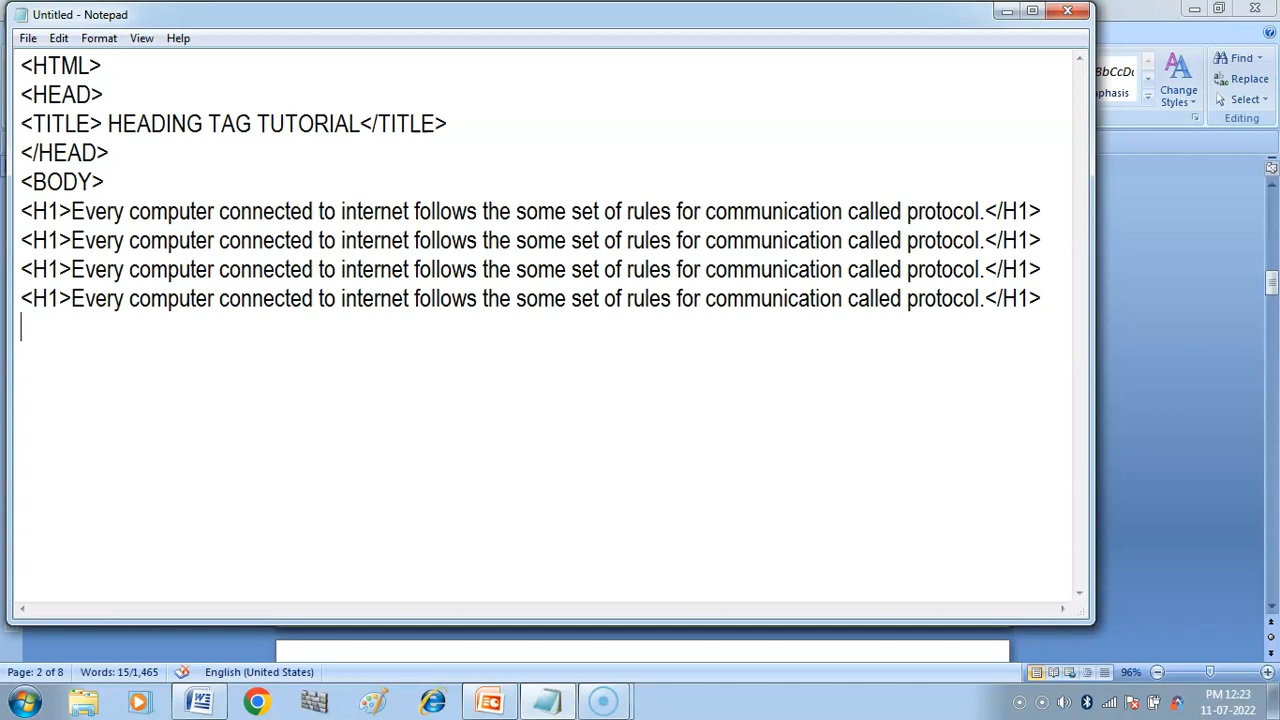 Untitled - Notepad
File Edit Format View Help
<HTML>
<HEAD>
<TITLE> HEADING TAG TUTORIAL</TITLE>
</HEAD>
<BODY>
<H1>Every computer connected to internet follows the some set of rules for communication called protocol.</H1>
<H1>Every computer connected to internet follows the some set of rules for communication called protocol.</H1>
<H1>Every computer connected to internet follows the some set of rules for communication called protocol.</H1>
<H1>Every computer connected to internet follows the some set of rules for communication called protocol.</H1>
Find
Replace
Select
Change
Styles
Editing
Page: 2 of 8 Words: 15/1,465 English (United States) 96%
PM 12:23
11-07-2022